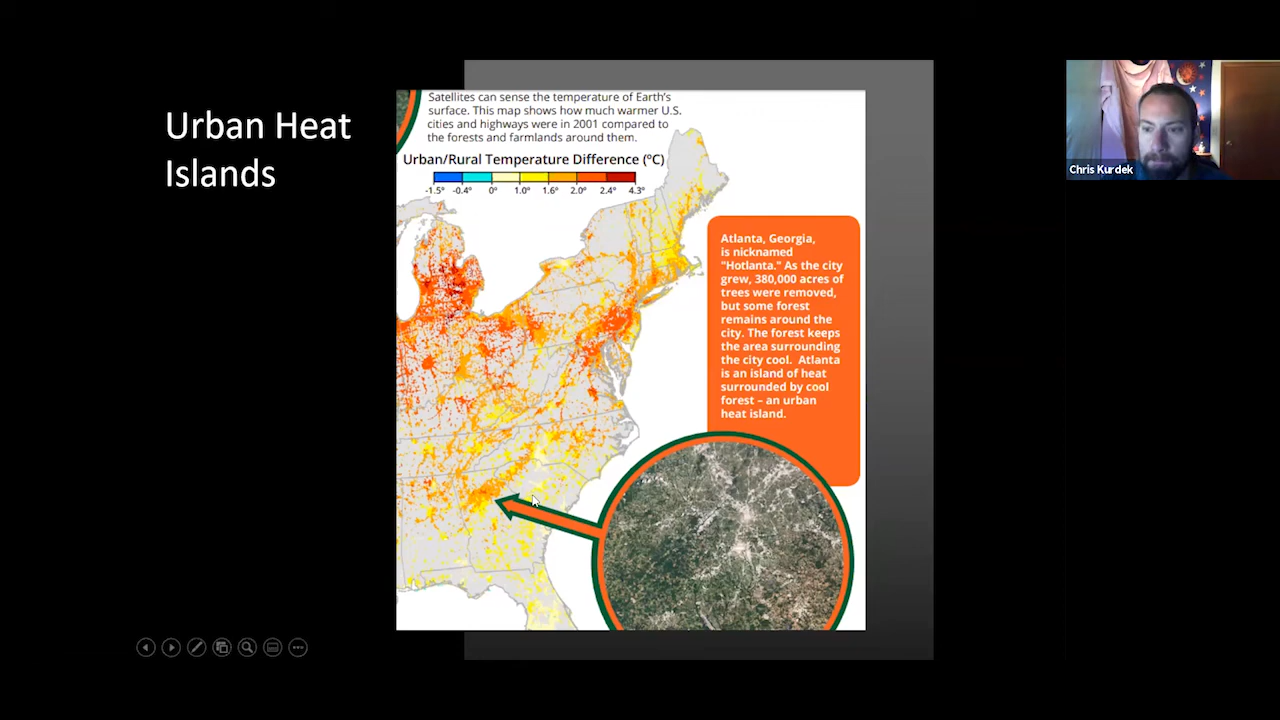 Urban Heat
Islands
Satellites can sense the temperature of Earth's
surface. This map shows how much warmer U.S.
cities and highways were in 2001 compared to
the forests and farmlands around them.
Urban/Rural Temperature Difference (ºC)
-1.5° -0.4° 0° 1.0° 1.6° 2.0° 2.4° 4.3°
Atlanta, Georgia,
is nicknamed
"Hotlanta." As the city
grew, 380,000 acres of
trees were removed,
but some forest
remains around the
city. The forest keeps
the area surrounding
the city cool. Atlanta
is an island of heat
surrounded by cool
forest – an urban
heat island.
Chris Kurdek